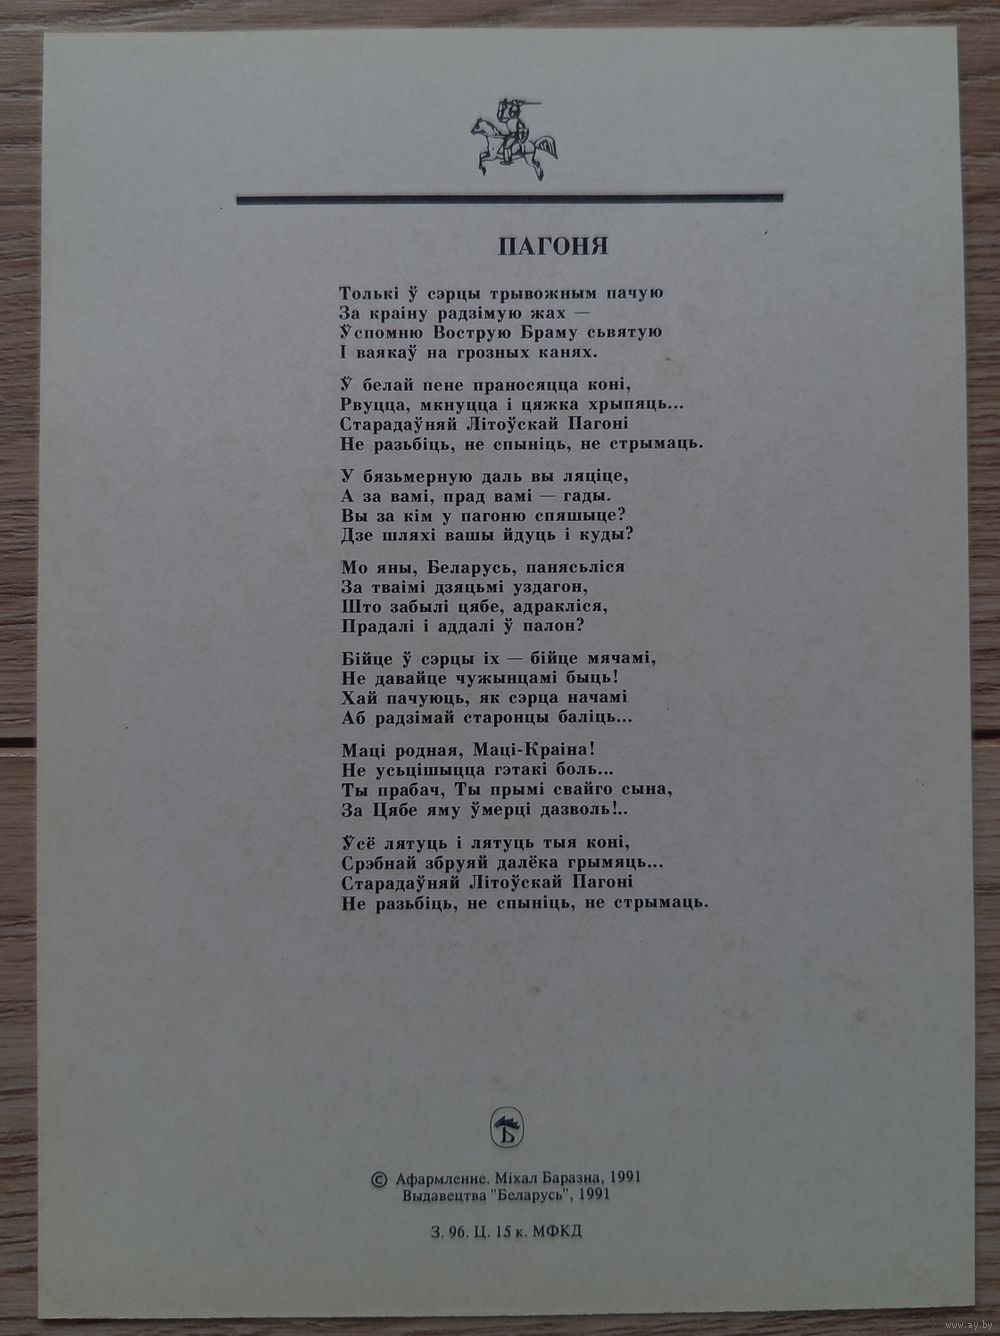 ПАГОНЯ
Толькі ў сэрцы трывожным пачую
За краіну радзімую жах —
Ўспомню Вострую Браму сьвятую
І ваякаў на грозных канях.
Ў белай пене праносяцца коні,
Рвуцца, мкнуцца і цяжка хрыпяць...
Старадаўняй Літоўскай Пагоні
Не разьбіць, не спыніць, не стрымаць.
У бязьмерную даль вы ляціце,
А за вамі, прад вамі — гады.
Вы за кім у пагоню спяшыце?
Дзе шляхі вашы йдуць і куды?
Мо яны, Беларусь, панясьліся
За тваімі дзяцьмі уздагон,
Што забылі цябе, адракліся,
Прадалі і аддалі ў палон?
Бійце ў сэрцы іх — бійце мячамі,
Не давайце чужынцамі быць!
Хай пачуюць, як сэрца начамі
Аб радзімай старонцы баліць...
Маці родная, Маці-Краіна!
Не усьцішыцца гэтакі боль...
Ты прабач, Ты прымі свайго сына,
За Цябе яму ўмерці дазволь!..
Ўсё лятуць і лятуць тыя коні,
Срэбнай збруяй далёка грымяць...
Старадаўняй Літоўскай Пагоні
Не разьбіць, не спыніць, не стрымаць.
Б
© Афармленне. Міхал Баразна, 1991
Выдавецтва "Беларусь", 1991
З. 96. Ц. 15 к. МФКД
www.ay.by